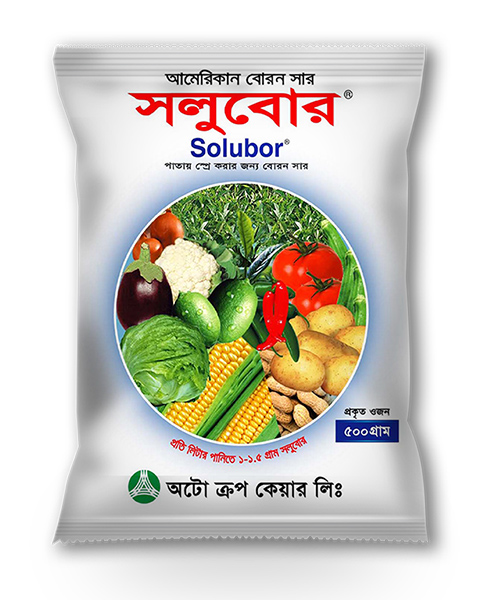 আমেরিকান বোরন সার
সলুবোর®
Solubor®
পাতায় স্প্রে করার জন্য বোরন সার
প্রকৃত ওজন
৫০০গ্রাম
প্রতি লিটার পানিতে ১-১.৫ গ্রাম সলুবোর
অটো ক্রপ কেয়ার লিঃ